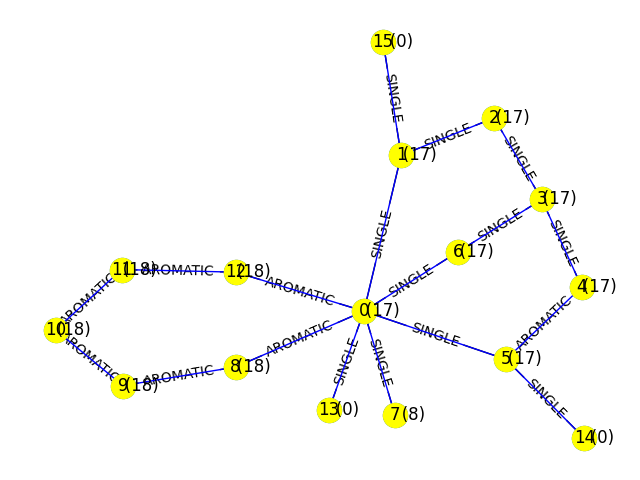 15(0)
SINGLE
2(17)
SINGLE
1(17)
SINGLE
SINGLE
3(17)
SINGLE
SINGLE
6(17)
SINGLE
SINGLE
11(18)
AROMATIC
12(18)
AROMATIC
4(17)
AROMATIC
0(17)
AROMATIC
10(18)
AROMATIC
SINGLE
AROMATIC
5(17)
8(18)
AROMATIC
9(18)
SINGLE
SINGLE
SINGLE
13(0)
7(8)
14(0)